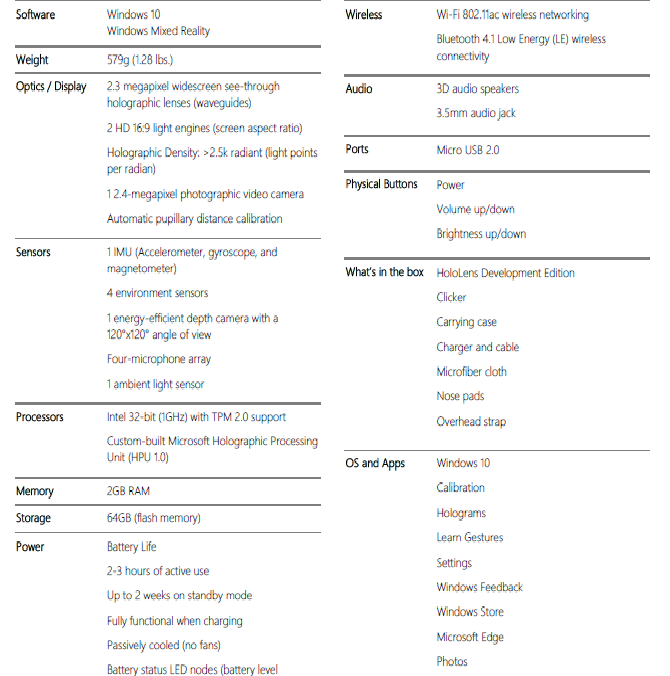 Software
Windows 10
Windows Mixed Reality
Weight
579g (1.28 lbs.)
Optics / Display
2.3 megapixel widescreen see-through
holographic lenses (waveguides)
2 HD 16:9 light engines (screen aspect ratio)
Holographic Density: >2.5k radiant (light points
per radian)
1 2.4-megapixel photographic video camera
Automatic pupillary distance calibration
Sensors
1 IMU (Accelerometer, gyroscope, and
magnetometer)
4 environment sensors
1 energy-efficient depth camera with a
120°x120° angle of view
Four-microphone array
1 ambient light sensor
Processors
Intel 32-bit (1GHz) with TPM 2.0 support
Custom-built Microsoft Holographic Processing
Unit (HPU 1.0)
Memory
2GB RAM
Storage
64GB (flash memory)
Power
Battery Life
2-3 hours of active use
Up to 2 weeks on standby mode
Fully functional when charging
Passively cooled (no fans)
Battery status LED nodes (battery level
Wireless
Wi-Fi 802.11ac wireless networking
Bluetooth 4.1 Low Energy (LE) wireless
connectivity
Audio
3D audio speakers
3.5mm audio jack
Ports
Micro USB 2.0
Physical Buttons
Power
Volume up/down
Brightness up/down
What's in the box
HoloLens Development Edition
Clicker
Carrying case
Charger and cable
Microfiber cloth
Nose pads
Overhead strap
OS and Apps
Windows 10
Calibration
Holograms
Learn Gestures
Settings
Windows Feedback
Windows Store
Microsoft Edge
Photos